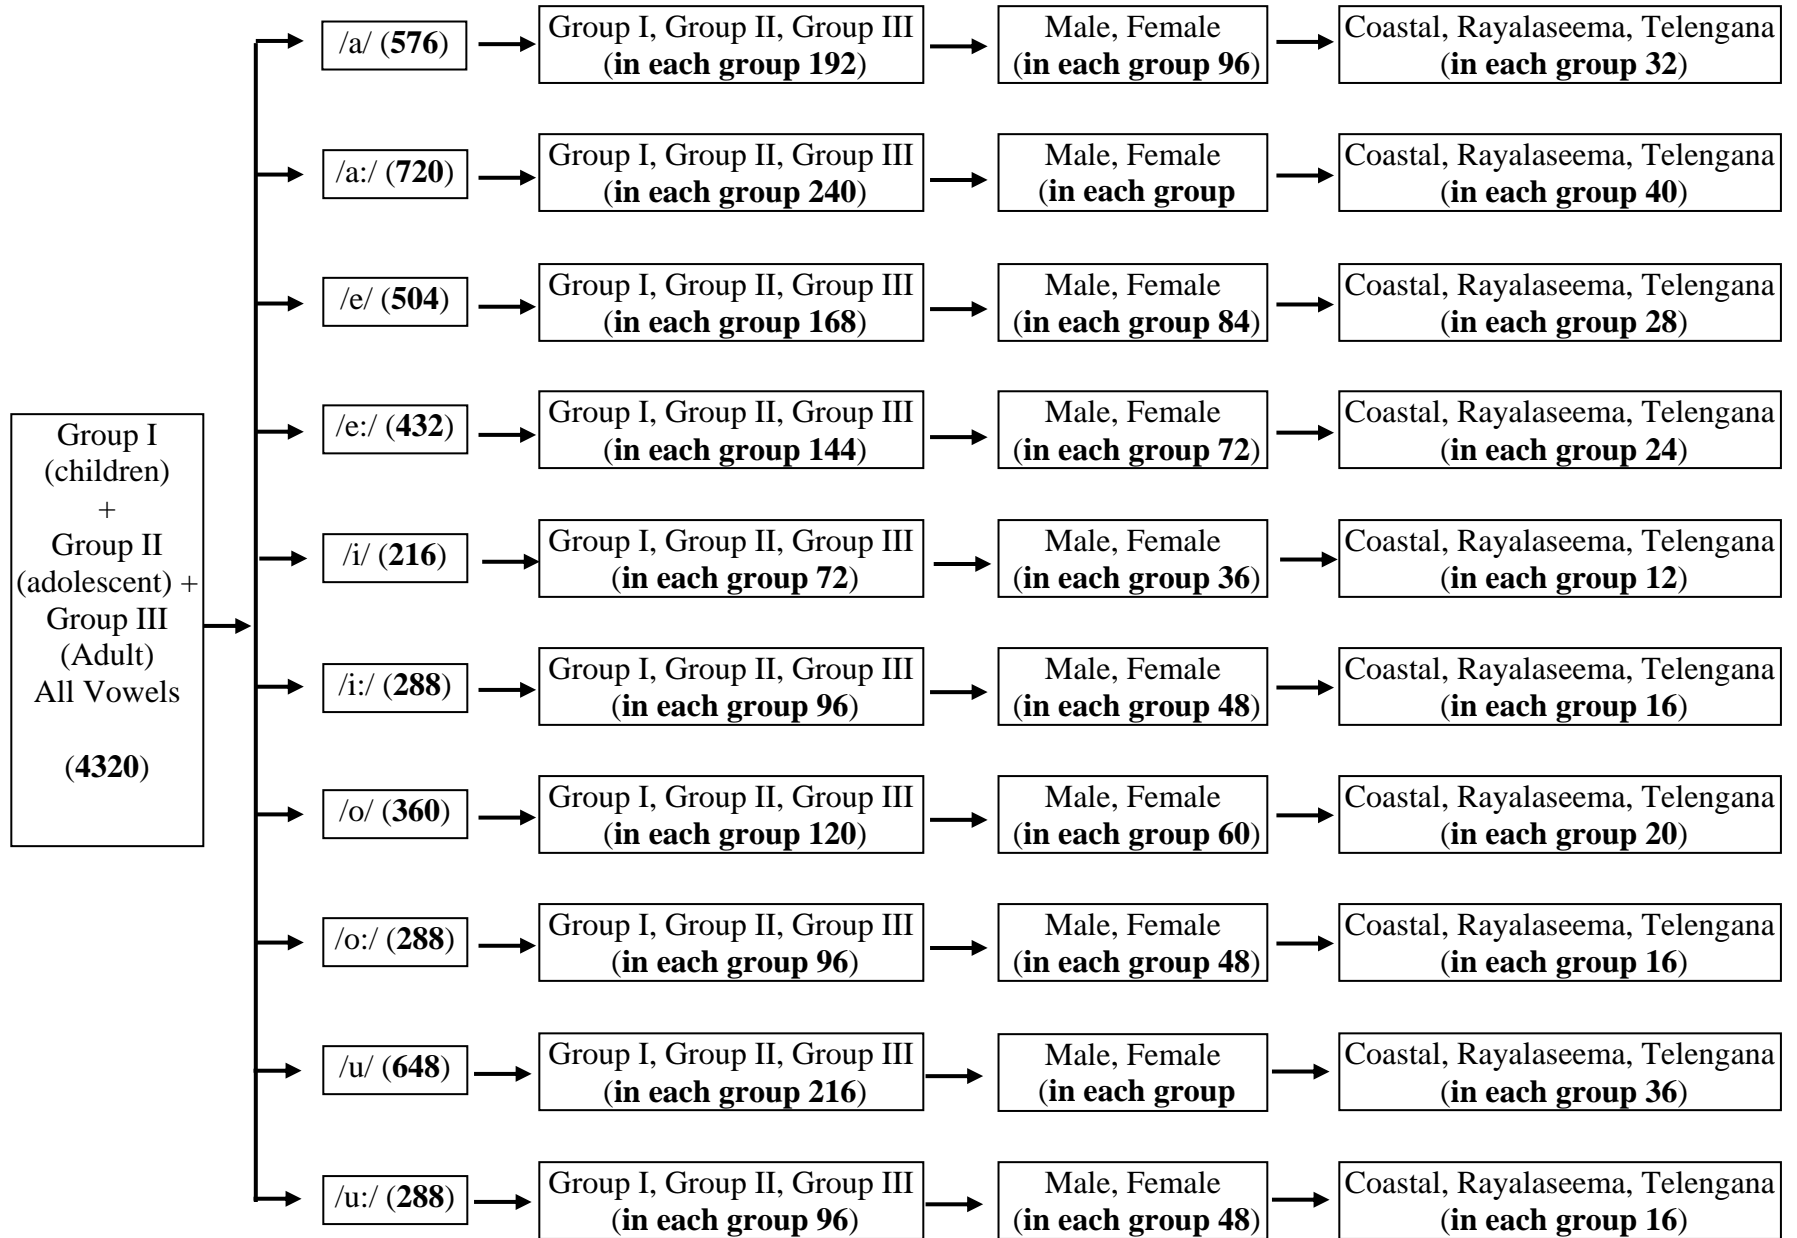 Group I
(children)
+
Group II
(adolescent) +
Group III
(Adult)
All Vowels
(4320)
/a/ (576)
Group I, Group II, Group III
(in each group 192)
Male, Female
(in each group 96)
Coastal, Rayalaseema, Telengana
(in each group 32)
/a:/ (720)
Group I, Group II, Group III
(in each group 240)
Male, Female
(in each group
Coastal, Rayalaseema, Telengana
(in each group 40)
/e/ (504)
Group I, Group II, Group III
(in each group 168)
Male, Female
(in each group 84)
Coastal, Rayalaseema, Telengana
(in each group 28)
/e:/ (432)
Group I, Group II, Group III
(in each group 144)
Male, Female
(in each group 72)
Coastal, Rayalaseema, Telengana
(in each group 24)
/i/ (216)
Group I, Group II, Group III
(in each group 72)
Male, Female
(in each group 36)
Coastal, Rayalaseema, Telengana
(in each group 12)
/i:/ (288)
Group I, Group II, Group III
(in each group 96)
Male, Female
(in each group 48)
Coastal, Rayalaseema, Telengana
(in each group 16)
/o/ (360)
Group I, Group II, Group III
(in each group 120)
Male, Female
(in each group 60)
Coastal, Rayalaseema, Telengana
(in each group 20)
/o:/ (288)
Group I, Group II, Group III
(in each group 96)
Male, Female
(in each group 48)
Coastal, Rayalaseema, Telengana
(in each group 16)
/u/ (648)
Group I, Group II, Group III
(in each group 216)
Male, Female
(in each group
Coastal, Rayalaseema, Telengana
(in each group 36)
/u:/ (288)
Group I, Group II, Group III
(in each group 96)
Male, Female
(in each group 48)
Coastal, Rayalaseema, Telengana
(in each group 16)